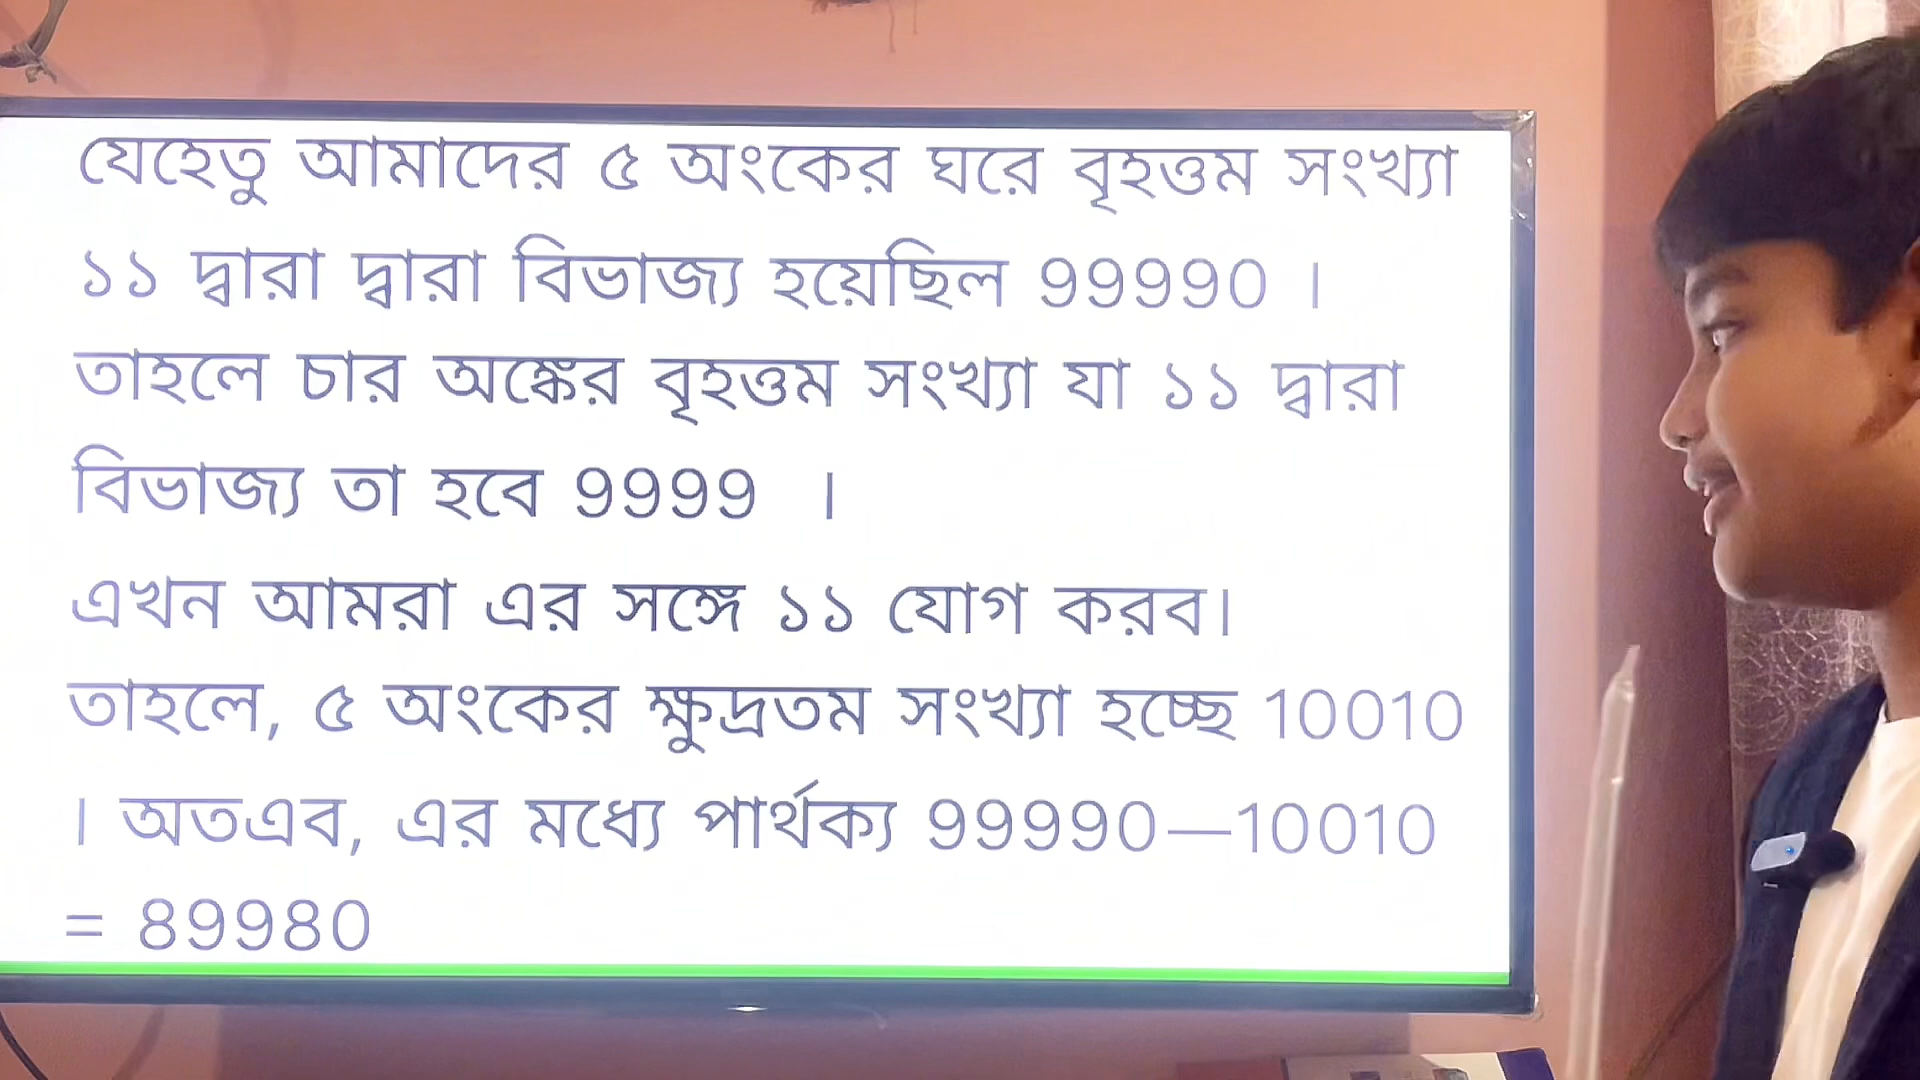 যেহেতু আমাদের ৫ অংকের ঘরে বৃহত্তম সংখ্যা
১১ দ্বারা দ্বারা বিভাজ্য হয়েছিল 99990 ।
তাহলে চার অঙ্কের বৃহত্তম সংখ্যা যা ১১ দ্বারা
বিভাজ্য তা হবে 9999 ।
এখন আমরা এর সঙ্গে ১১ যোগ করব।
তাহলে, ৫ অংকের ক্ষুদ্রতম সংখ্যা হচ্ছে 10010
। অতএব, এর মধ্যে পার্থক্য 99990—10010
= 89980